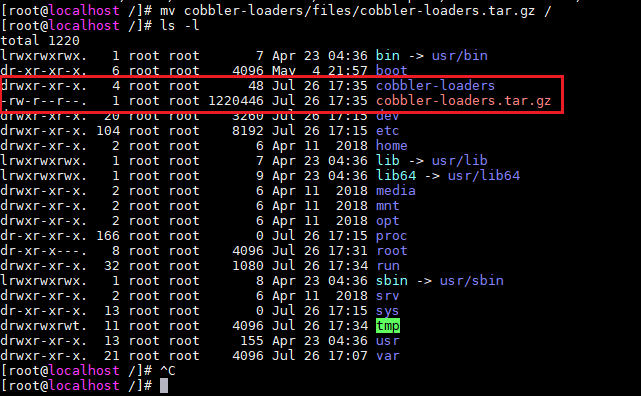 [root@localhost /]# mv cobbler-loaders/files/cobbler-loaders.tar.gz /
[root@localhost /]# ls -l
total 1220
lrwxrwxrwx.   1 root root       7 Apr 23 04:36 bin -> usr/bin
dr-xr-xr-x.   6 root root    4096 May  4 21:57 boot
drwxr-xr-x.   4 root root      48 Jul 26 17:35 cobbler-loaders
-rw-r--r--.   1 root root 1220446 Jul 26 17:35 cobbler-loaders.tar.gz
drwxr-xr-x.  20 root root    3260 Jul 26 17:15 dev
drwxr-xr-x. 104 root root    8192 Jul 26 17:15 etc
drwxr-xr-x.   2 root root       6 Apr 11  2018 home
lrwxrwxrwx.   1 root root       7 Apr 23 04:36 lib -> usr/lib
lrwxrwxrwx.   1 root root       9 Apr 23 04:36 lib64 -> usr/lib64
drwxr-xr-x.   2 root root       6 Apr 11  2018 media
drwxr-xr-x.   2 root root       6 Apr 11  2018 mnt
drwxr-xr-x.   2 root root       6 Apr 11  2018 opt
dr-xr-xr-x. 166 root root       0 Jul 26 17:15 proc
dr-xr-x---.   8 root root    4096 Jul 26 17:31 root
drwxr-xr-x.  32 root root    1080 Jul 26 17:34 run
lrwxrwxrwx.   1 root root       8 Apr 23 04:36 sbin -> usr/sbin
drwxr-xr-x.   2 root root       6 Apr 11  2018 srv
dr-xr-xr-x.  13 root root       0 Jul 26 17:15 sys
drwxrwxrwt.  11 root root    4096 Jul 26 17:34 tmp
drwxr-xr-x.  13 root root     155 Apr 23 04:36 usr
drwxr-xr-x.  21 root root    4096 Jul 26 17:07 var
[root@localhost /]# ^C
[root@localhost /]#